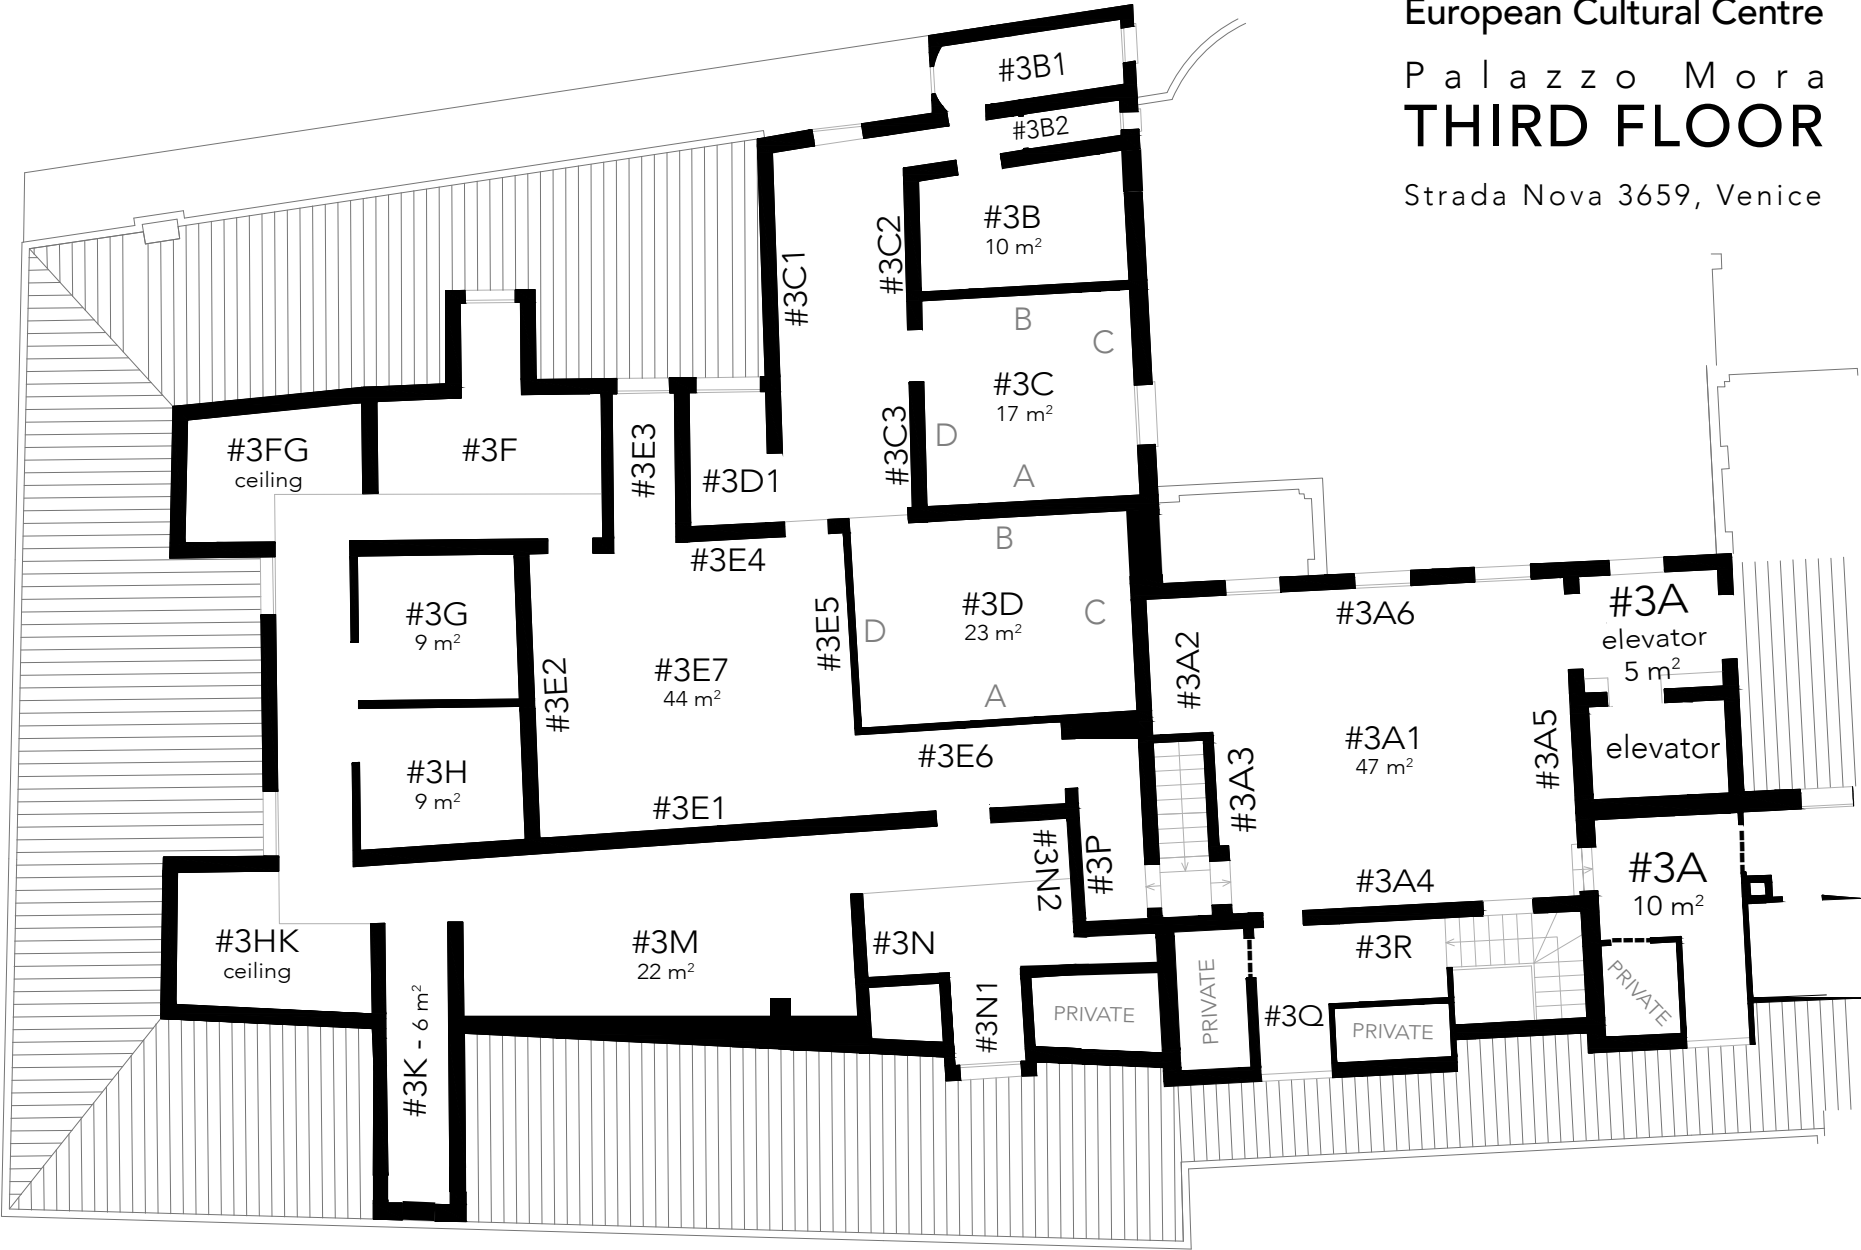 European Cultural Centre
Palazzo Mora
THIRD FLOOR
Strada Nova 3659, Venice
#3B1
#3B2
#3B
10 m²
#3C1
#3C2
B
C
#3C
17 m²
#3C3
D
A
#3FG
ceiling
#3F
#3E3
#3D1
#3E4
B
#3D
23 m²
C
D
A
#3E5
#3G
9 m²
#3E2
#3E7
44 m²
#3H
9 m²
#3E1
#3E6
#3A2
#3A6
#3A
elevator
5 m²
#3A1
47 m²
#3A5
elevator
#3A3
#3A4
#3A
10 m²
#3N2
#3P
#3HK
ceiling
#3K - 6 m²
#3M
22 m²
#3N
#3N1
PRIVATE
PRIVATE
#3R
#3Q
PRIVATE
PRIVATE